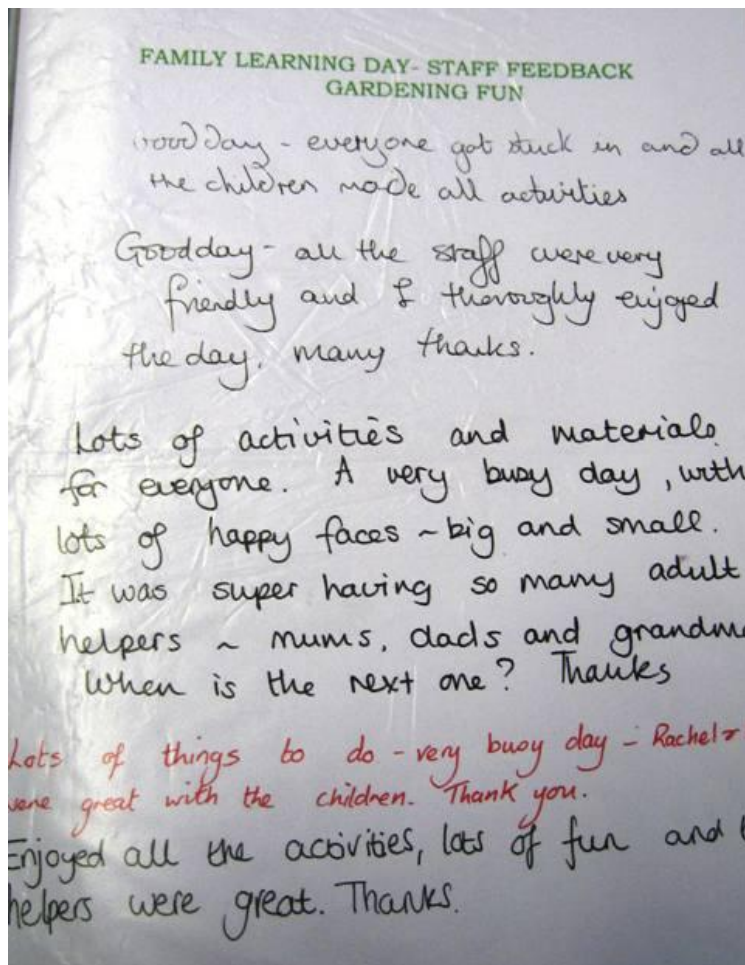 FAMILY LEARNING DAY- STAFF FEEDBACK
GARDENING FUN
Good Day - everyone got stuck in and all
the children made all activities
Good day - all the staff were very
friendly and I thoroughly enjoyed
the day, many thanks.
Lots of activities and materials
for everyone. A very busy day, with
lots of happy faces ~ big and small.
It was super having so many adult
helpers ~ mums, dads and
When is the next one? Thanks
Lots of things to do - very busy day - Rachel
were great with the children. Thank you.
Enjoyed all the activities, lots of fun and
helpers were great. Thanks.